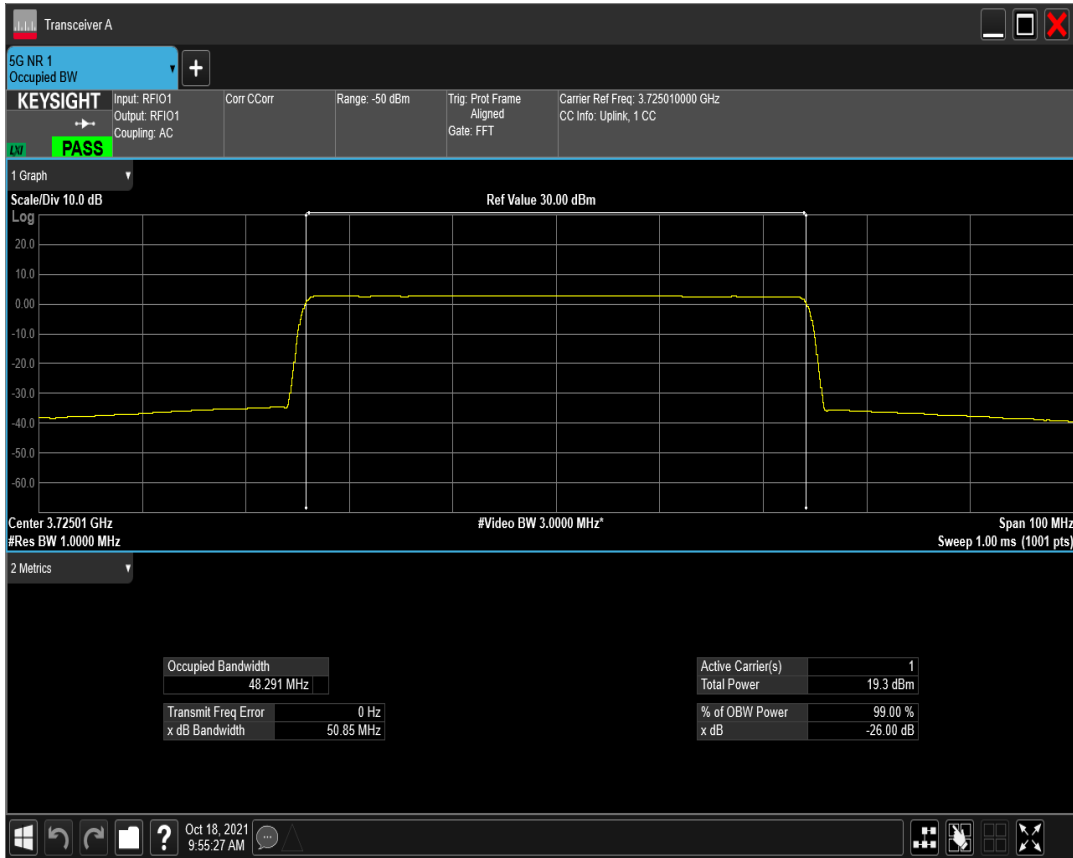 Transceiver A
5G NR 1
Occupied BW
KEYSIGHT
LXI
PASS
Input: RFIO1
Output: RFIO1
Coupling: AC
Corr CCorr
Range: -50 dBm
Trig: Prot Frame
Aligned
Gate: FFT
Carrier Ref Freq: 3.725010000 GHz
CC Info: Uplink, 1 CC
1 Graph
Scale/Div 10.0 dB
Ref Value 30.00 dBm
Log
20.0
10.0
0.00
-10.0
-20.0
-30.0
-40.0
-50.0
-60.0
Center 3.72501 GHz
#Video BW 3.0000 MHz*
Span 100 MHz
#Res BW 1.0000 MHz
Sweep 1.00 ms (1001 pts)
2 Metrics
Occupied Bandwidth
48.291 MHz
Transmit Freq Error 0 Hz
x dB Bandwidth 50.85 MHz
Active Carrier(s) 1
Total Power 19.3 dBm
% of OBW Power 99.00 %
x dB -26.00 dB
?
Oct 18, 2021
9:55:27 AM